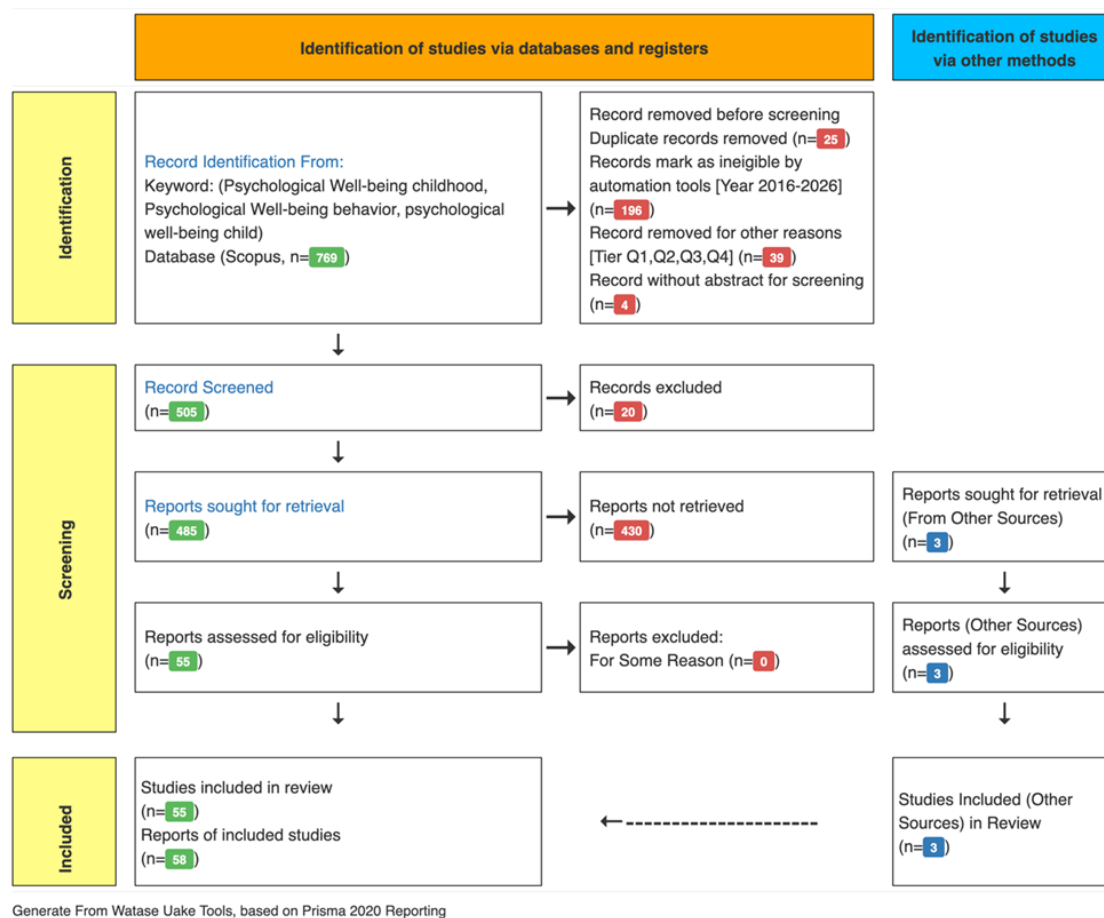 Identification of studies via databases and registers
Identification of studies
via other methods
Identification
Record Identification From:
Keyword: (Psychological Well-being childhood,
Psychological Well-being behavior, psychological
well-being child)
Database (Scopus, n= 769 )
Record removed before screening
Duplicate records removed (n= 25 )
Records mark as ineigible by
automation tools [Year 2016-2026]
(n= 196 )
Record removed for other reasons
[Tier Q1,Q2,Q3,Q4] (n= 39 )
Record without abstract for screening
(n= 4 )
Screening
Record Screened
(n= 505 )
Records excluded
(n= 20 )
Reports sought for retrieval
(n= 485 )
Reports not retrieved
(n= 430 )
Reports sought for retrieval
(From Other Sources)
(n= 3 )
Reports assessed for eligibility
(n= 55 )
Reports excluded:
For Some Reason (n= 0 )
Reports (Other Sources)
assessed for eligibility
(n= 3 )
Included
Studies included in review
(n= 55 )
Reports of included studies
(n= 58 )
Studies Included (Other
Sources) in Review
(n= 3 )
Generate From Watase Uake Tools, based on Prisma 2020 Reporting